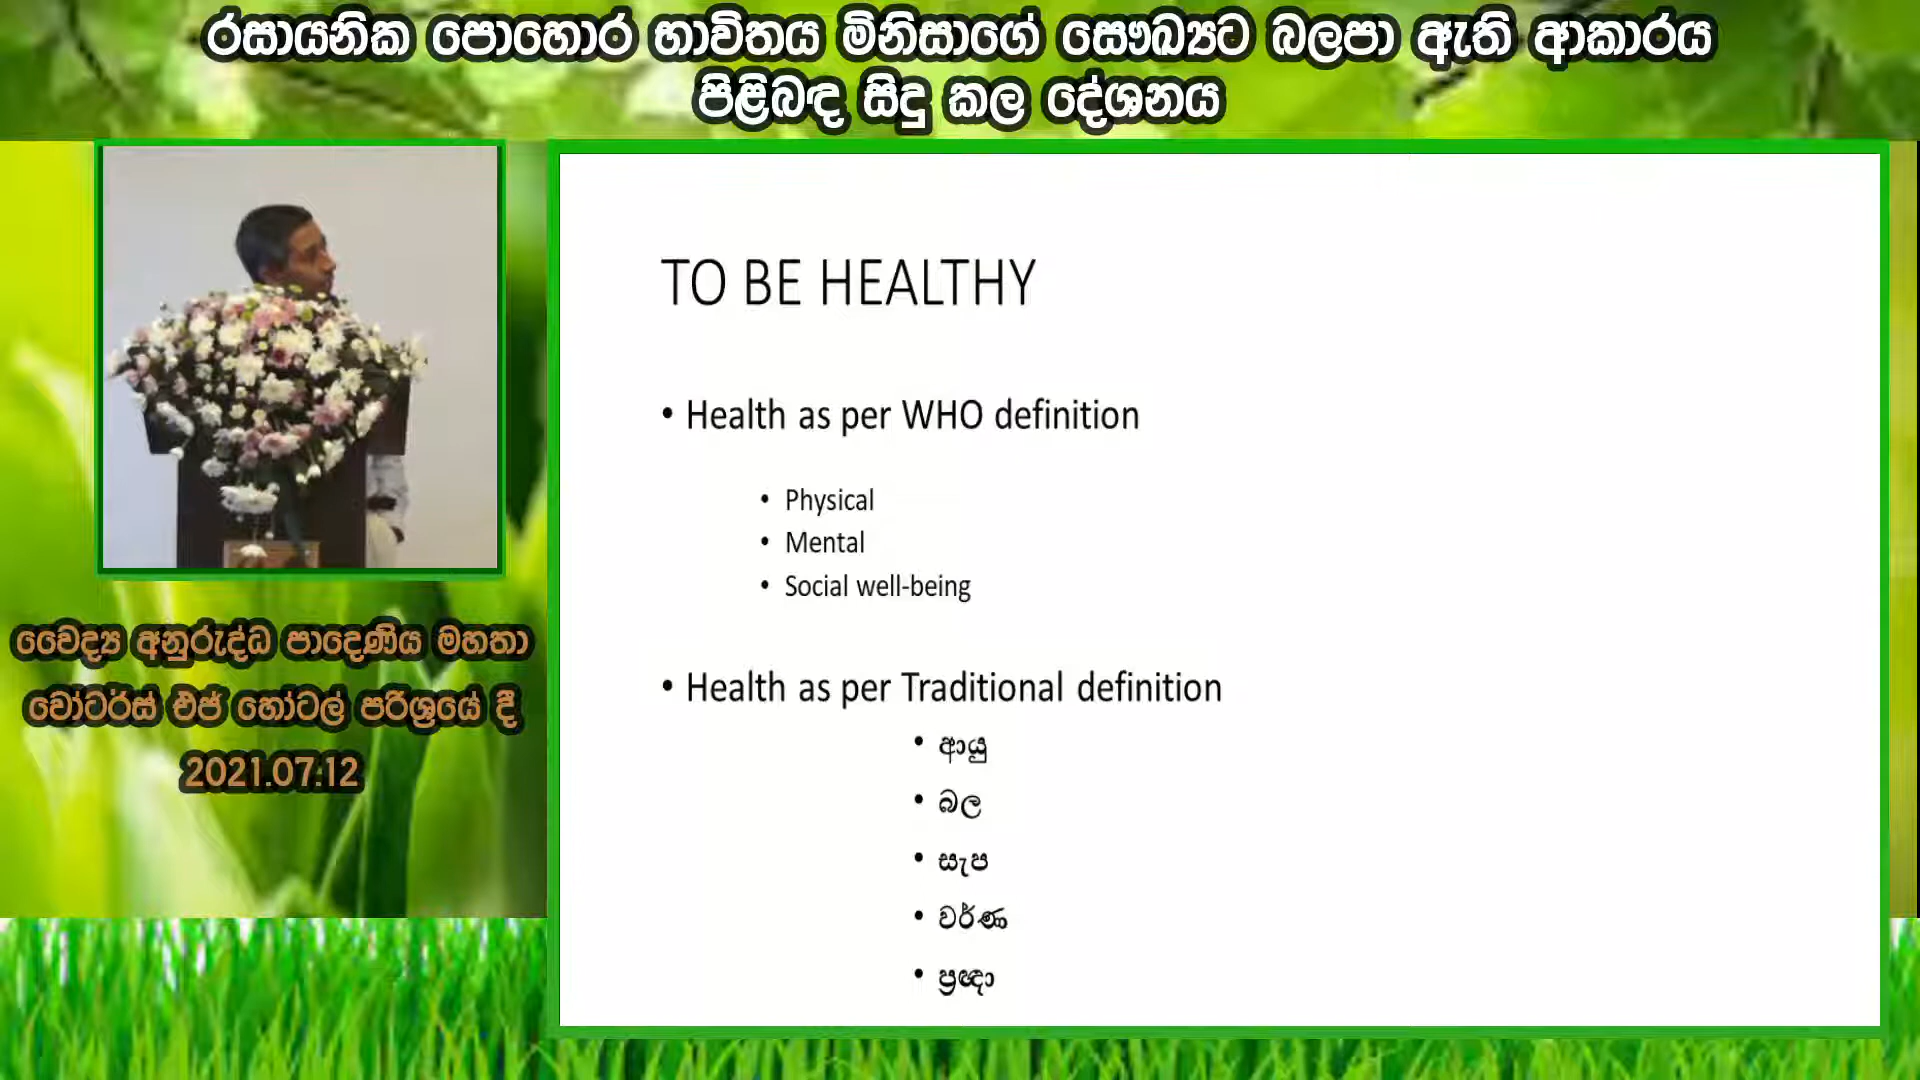 රසායනික පොහොර භාවිතය මිනිසාගේ සෞඛ්‍යට බලපා ඇති ආකාරය
පිළිබඳ සිදු කල දේශනය
TO BE HEALTHY
• Health as per WHO definition
• Physical
• Mental
• Social well-being
• Health as per Traditional definition
• ආයු
• බල
• සැප
• වර්ණ
• ප්‍රඥා
වෛද්‍ය අනුරුද්ධ පාදෙණිය මහතා
වෝටර්ස් එජ් හෝටල් පරිශ්‍රයේ දී
2021.07.12